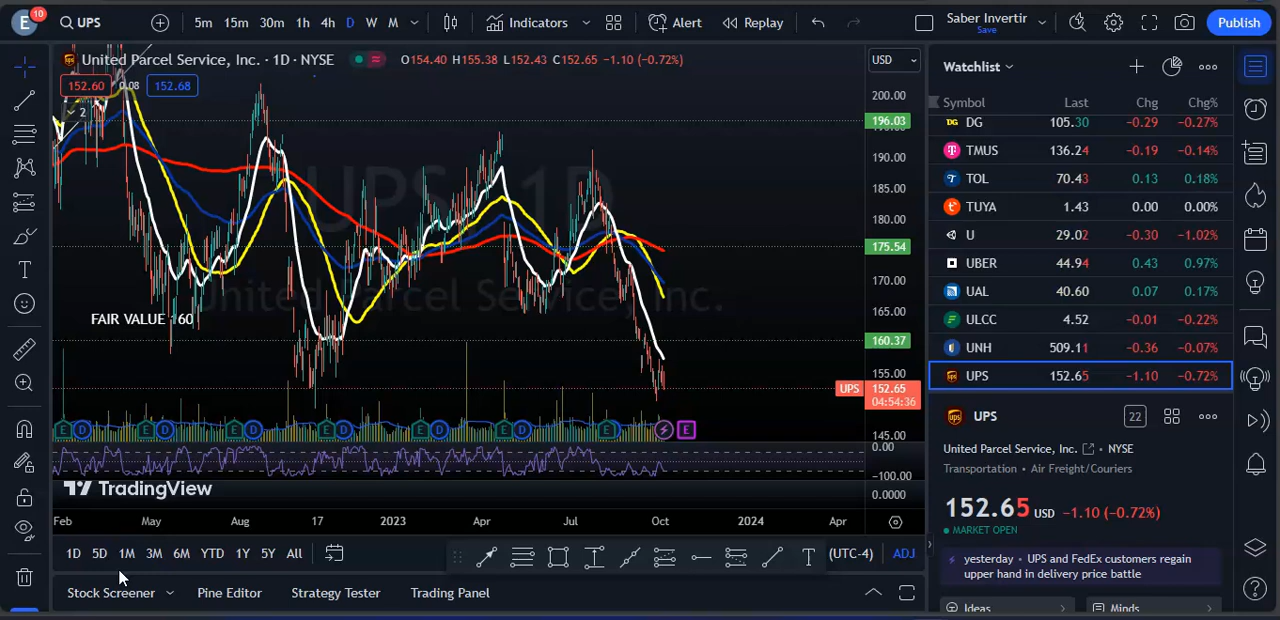 E 10 UPS 5m 15m 30m 1h 4h D W M Indicators Alert Replay Saber Invertir Save Publish
United Parcel Service, Inc. · 1D · NYSE O154.40 H155.38 L152.43 C152.65 −1.10 (−0.72%) USD
152.60 0.08 152.68
2
UPS, 1D
United Parcel Service, Inc.
FAIR VALUE 160
200.00
196.03
190.00
185.00
180.00
175.54
170.00
165.00
160.37
155.00
UPS 152.65
04:54:36
145.00
0.00
−100.00
0.0000
E D E D E D E D E D E D E D E
TradingView
Feb May Aug 17 2023 Apr Jul Oct 2024 Apr
1D 5D 1M 3M 6M YTD 1Y 5Y All T (UTC-4) ADJ
Stock Screener Pine Editor Strategy Tester Trading Panel
Watchlist
Symbol Last Chg Chg%
DG 105.30 −0.29 −0.27%
TMUS 136.24 −0.19 −0.14%
TOL 70.43 0.13 0.18%
TUYA 1.43 0.00 0.00%
U 29.02 −0.30 −1.02%
UBER 44.94 0.43 0.97%
UAL 40.60 0.07 0.17%
ULCC 4.52 −0.01 −0.22%
UNH 509.11 −0.36 −0.07%
UPS 152.65 −1.10 −0.72%
UPS 22
United Parcel Service, Inc. · NYSE
Transportation · Air Freight/Couriers
152.65 USD −1.10 (−0.72%)
MARKET OPEN
yesterday · UPS and FedEx customers regain
upper hand in delivery price battle
Ideas Minds